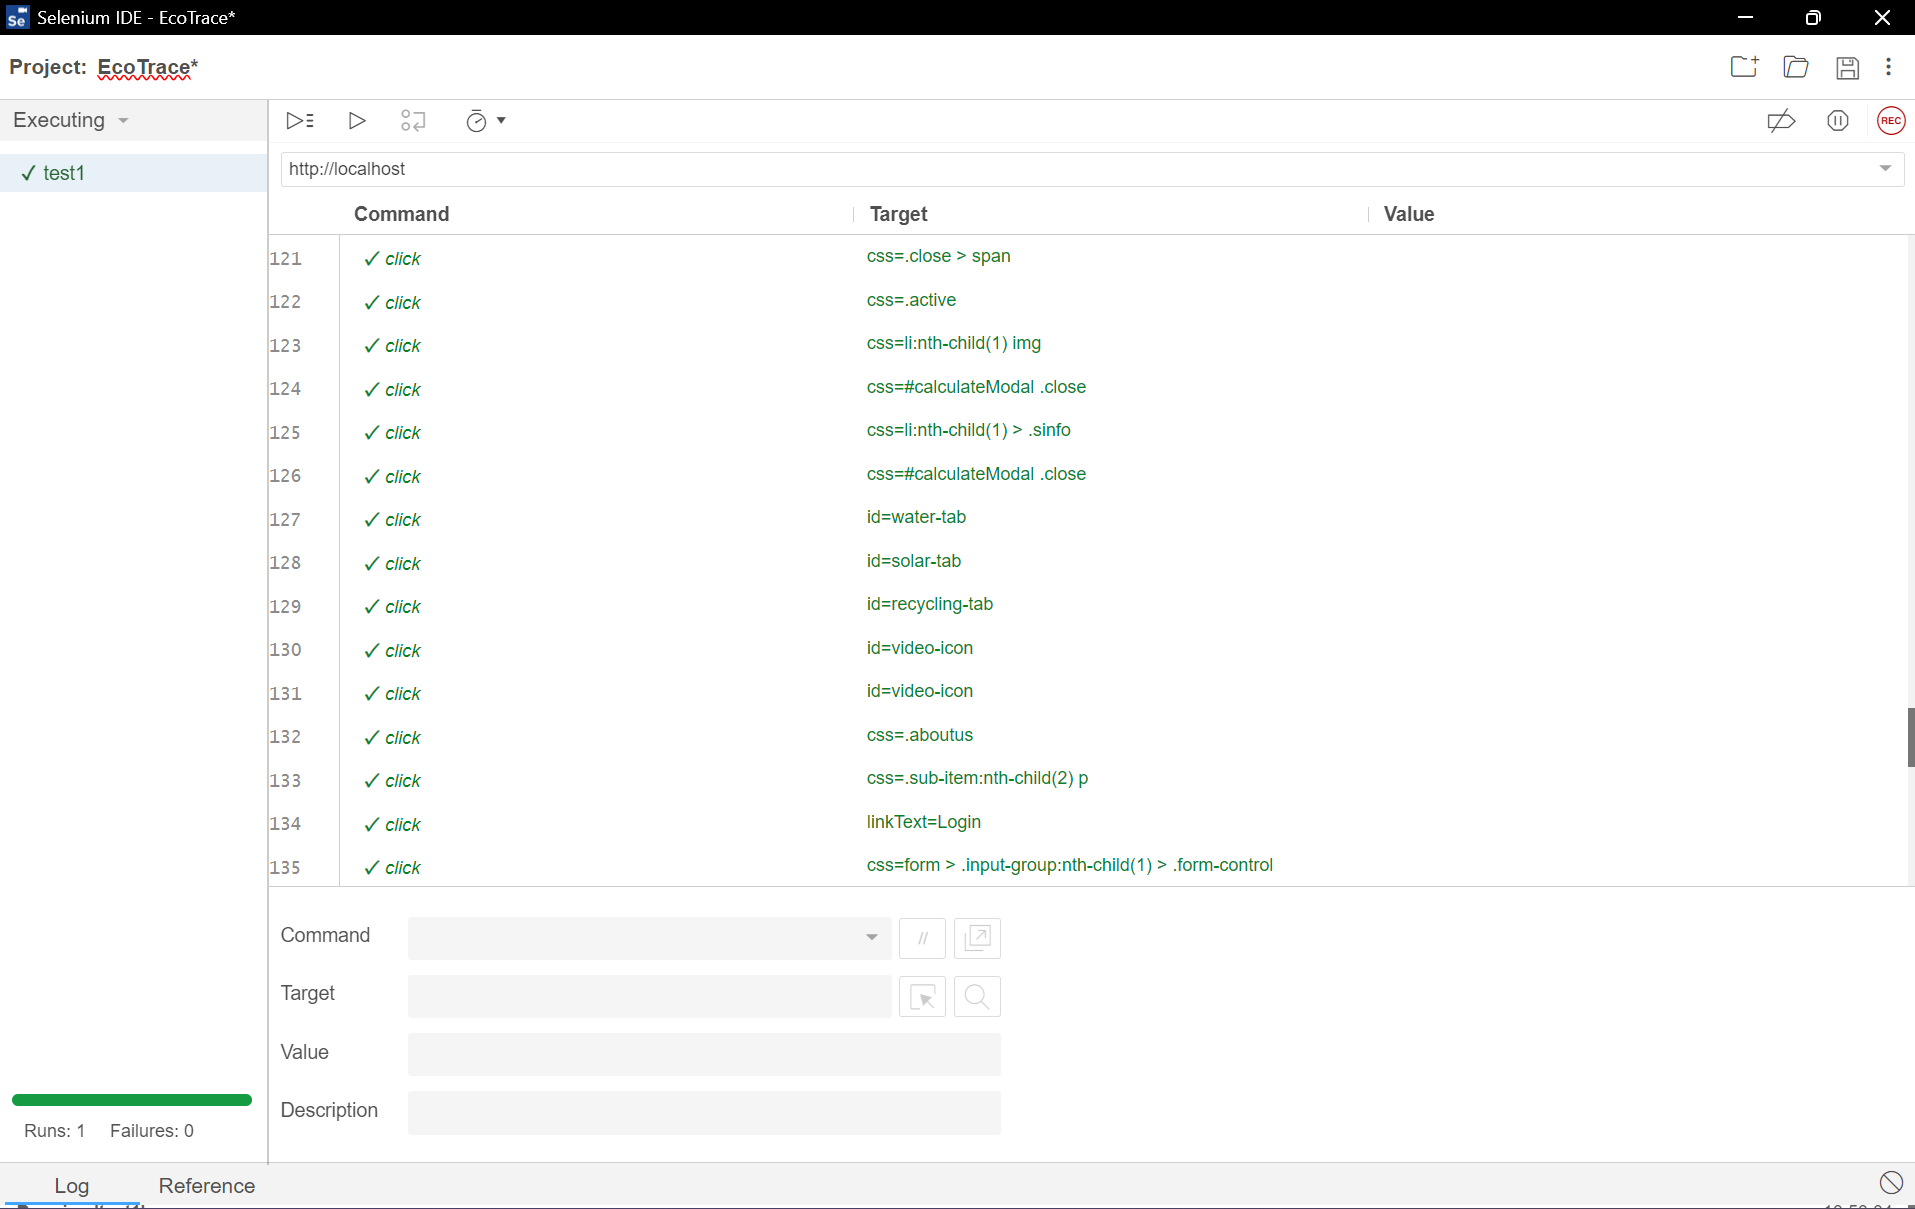 Se Selenium IDE - EcoTrace*
Project: EcoTrace*
Executing
REC
✓ test1
http://localhost
Command Target Value
121 ✓ click css=.close > span
122 ✓ click css=.active
123 ✓ click css=li:nth-child(1) img
124 ✓ click css=#calculateModal .close
125 ✓ click css=li:nth-child(1) > .sinfo
126 ✓ click css=#calculateModal .close
127 ✓ click id=water-tab
128 ✓ click id=solar-tab
129 ✓ click id=recycling-tab
130 ✓ click id=video-icon
131 ✓ click id=video-icon
132 ✓ click css=.aboutus
133 ✓ click css=.sub-item:nth-child(2) p
134 ✓ click linkText=Login
135 ✓ click css=form > .input-group:nth-child(1) > .form-control
Command //
Target
Value
Description
Runs: 1 Failures: 0
Log Reference